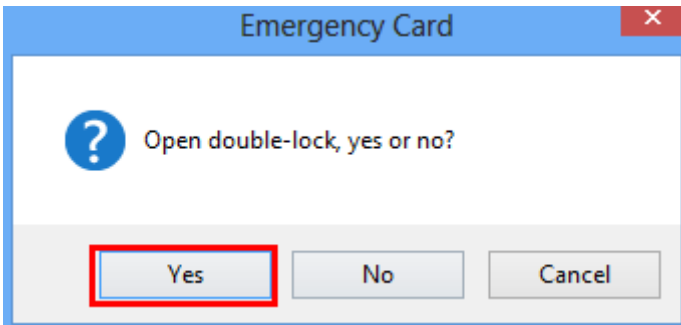 Emergency Card
Open double-lock, yes or no?
Yes No Cancel